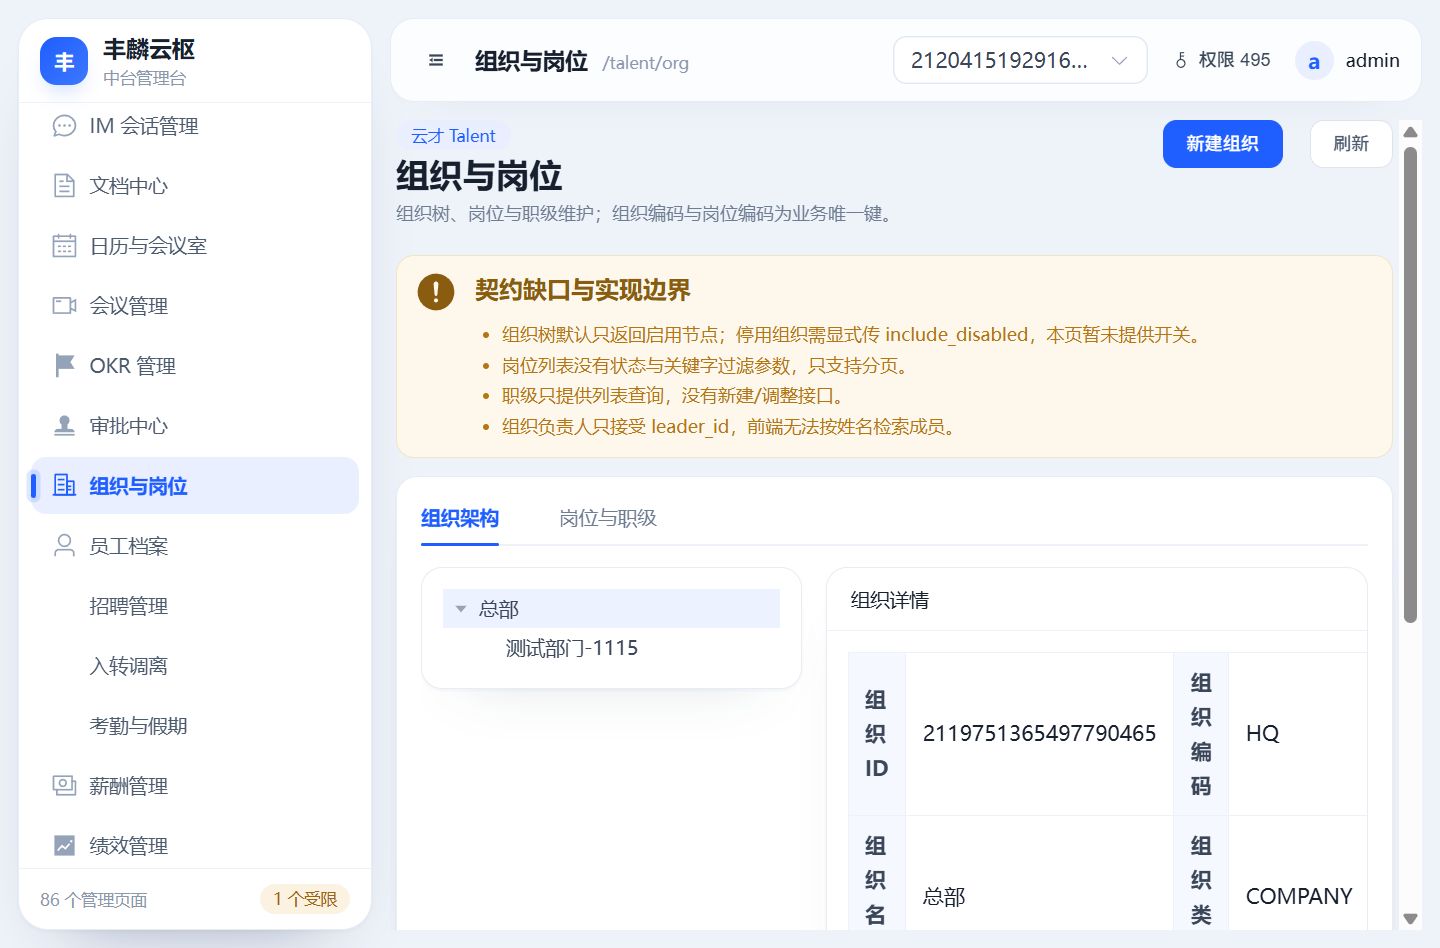 丰
丰麟云枢
中台管理台
IM 会话管理
文档中心
日历与会议室
会议管理
OKR 管理
审批中心
组织与岗位
员工档案
招聘管理
入转调离
考勤与假期
薪酬管理
绩效管理
86 个管理页面
1 个受限
组织与岗位
/talent/org
2120415192916...
权限 495
a
admin
云才 Talent
组织与岗位
组织树、岗位与职级维护；组织编码与岗位编码为业务唯一键。
新建组织
刷新
契约缺口与实现边界
组织树默认只返回启用节点；停用组织需显式传 include_disabled，本页暂未提供开关。
岗位列表没有状态与关键字过滤参数，只支持分页。
职级只提供列表查询，没有新建/调整接口。
组织负责人只接受 leader_id，前端无法按姓名检索成员。
组织架构
岗位与职级
总部
测试部门-1115
组织详情
组织ID
2119751365497790465
组织编码
HQ
组织名
总部
组织类
COMPANY